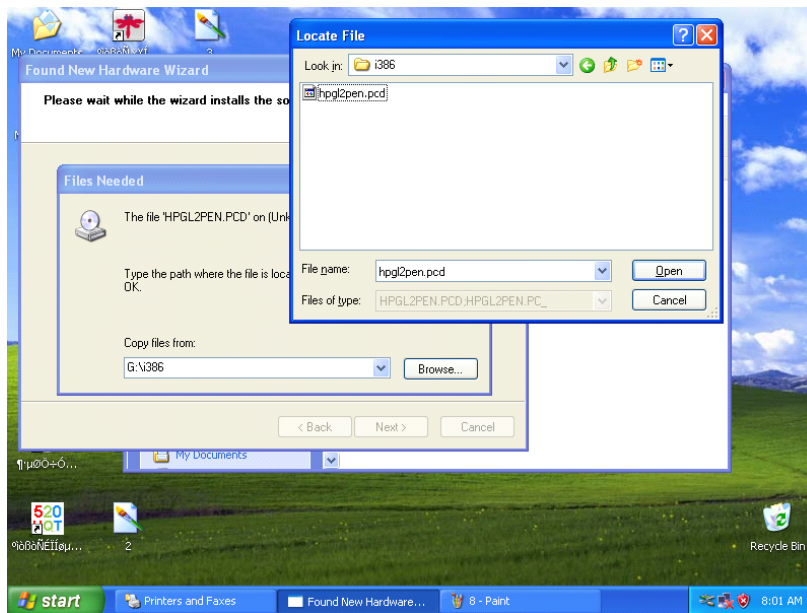 My Documents
3
Locate File
Look in:
i386
hpgl2pen.pcd
File name:
hpgl2pen.pcd
Open
Files of type:
HPGL2PEN.PCD;HPGL2PEN.PC_
Cancel
Found New Hardware Wizard
Please wait while the wizard installs the so
Files Needed
The file 'HPGL2PEN.PCD' on (Unk
Type the path where the file is loca
OK.
Copy files from:
G:\i386
Browse...
< Back
Next >
Cancel
My Documents
520
QT
2
Recycle Bin
start
Printers and Faxes
Found New Hardware...
8 - Paint
8:01 AM